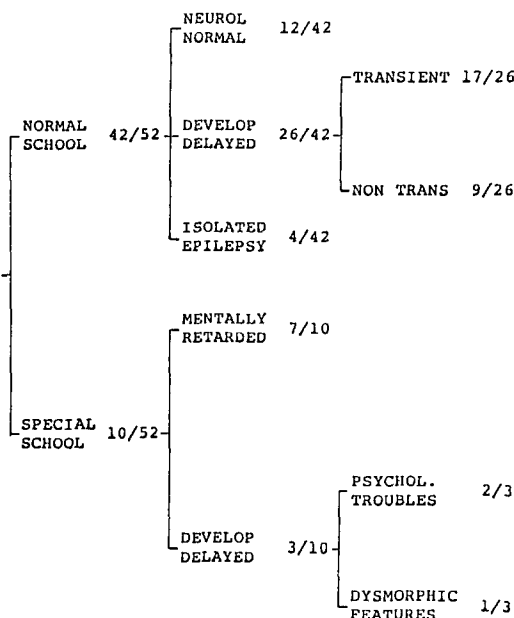 NEUROL 12/42
NORMAL
TRANSIENT 17/26
NORMAL
SCHOOL 42/52
DEVELOP
DELAYED 26/42
NON TRANS 9/26
ISOLATED
EPILEPSY 4/42
MENTALLY
RETARDED 7/10
SPECIAL
SCHOOL 10/52
PSYCHOL.
TROUBLES 2/3
DEVELOP
DELAYED 3/10
DYSMORPHIC
FEATURES 1/3